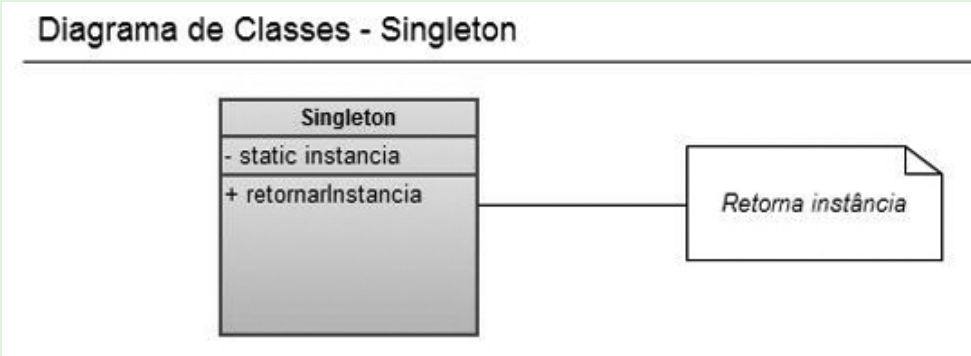 Diagrama de Classes - Singleton
Singleton
- static instancia
+ retornarInstancia
Retorna instância